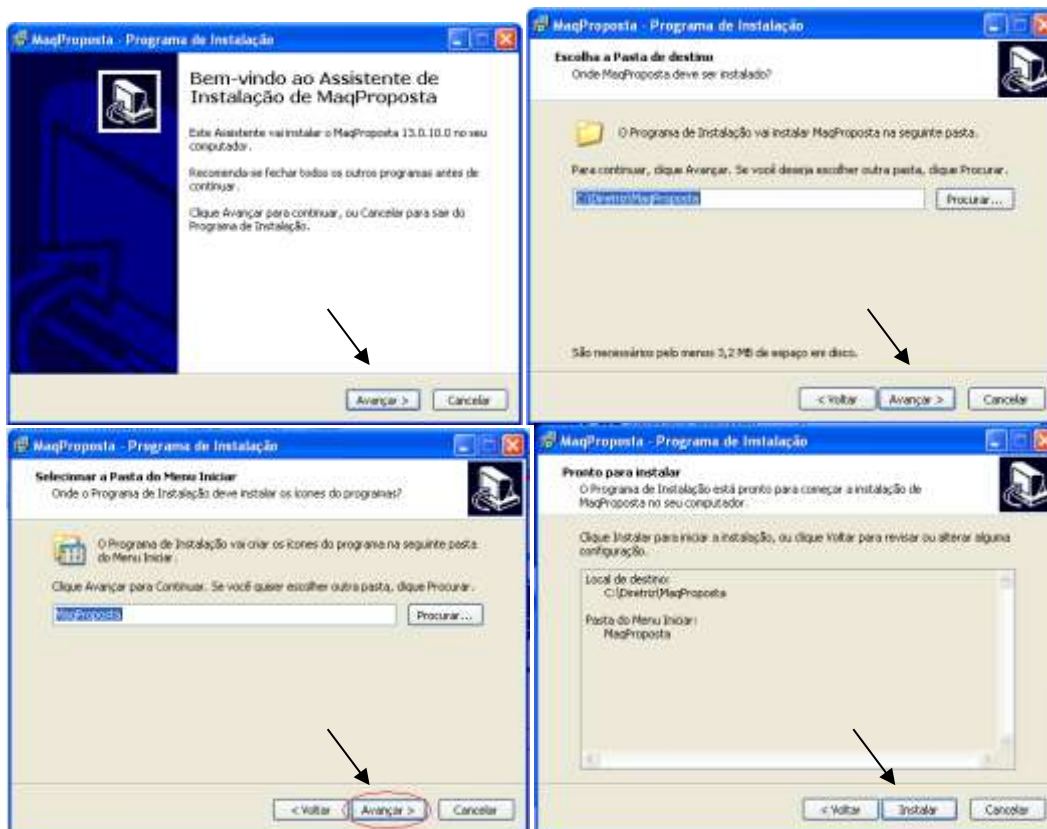 MaqProposta - Programa de Instalação
Bem-vindo ao Assistente de
Instalação de MaqProposta
Este Assistente vai instalar o MaqProposta 13.0.10.0 no seu
computador.
Recomenda-se fechar todos os outros programas antes de
continuar.
Clique Avançar para continuar, ou Cancelar para sair do
Programa de Instalação.
Avançar >
Cancelar
MaqProposta - Programa de Instalação
Escolha a Pasta de destino
Onde MaqProposta deve ser instalado?
O Programa de Instalação vai instalar MaqProposta na seguinte pasta.
Para continuar, clique Avançar. Se você deseja escolher outra pasta, clique Procurar.
C:\Diretriz\MaqProposta
Procurar...
São necessários pelo menos 3,2 MB de espaço em disco.
< Voltar
Avançar >
Cancelar
MaqProposta - Programa de Instalação
Selecionar a Pasta do Menu Iniciar
Onde o Programa de Instalação deve instalar os ícones do programas?
O Programa de Instalação vai criar os ícones do programa na seguinte pasta
do Menu Iniciar.
Clique Avançar para Continuar. Se você quiser escolher outra pasta, clique Procurar.
MaqProposta
Procurar...
< Voltar
Avançar >
Cancelar
MaqProposta - Programa de Instalação
Pronto para instalar
O Programa de Instalação está pronto para começar a instalação de
MaqProposta no seu computador.
Clique Instalar para iniciar a instalação, ou clique Voltar para revisar ou alterar alguma
configuração.
Local de destino:
C:\Diretriz\MaqProposta
Pasta do Menu Iniciar:
MaqProposta
< Voltar
Instalar
Cancelar